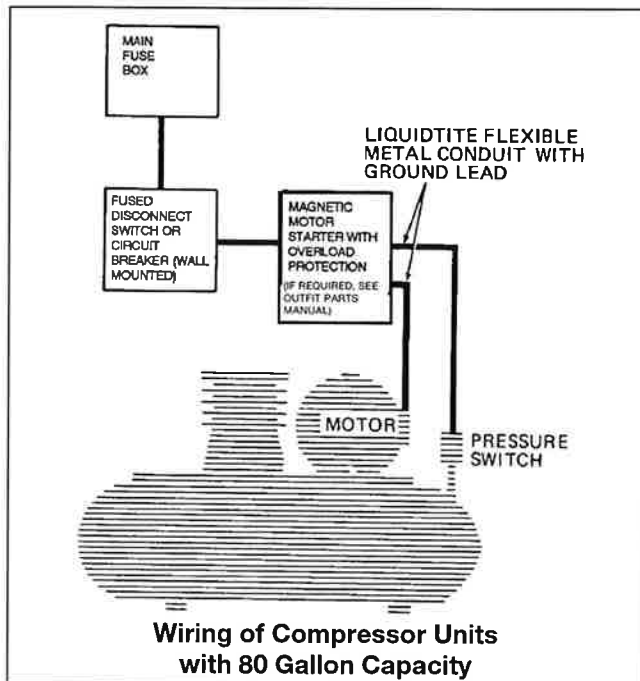 MAIN
FUSE
BOX
LIQUIDTITE FLEXIBLE
METAL CONDUIT WITH
GROUND LEAD
FUSED
DISCONNECT
SWITCH OR
CIRCUIT
BREAKER (WALL
MOUNTED)
MAGNETIC
MOTOR
STARTER WITH
OVERLOAD
PROTECTION
(IF REQUIRED, SEE
OUTFIT PARTS
MANUAL)
MOTOR
PRESSURE
SWITCH
Wiring of Compressor Units
with 80 Gallon Capacity